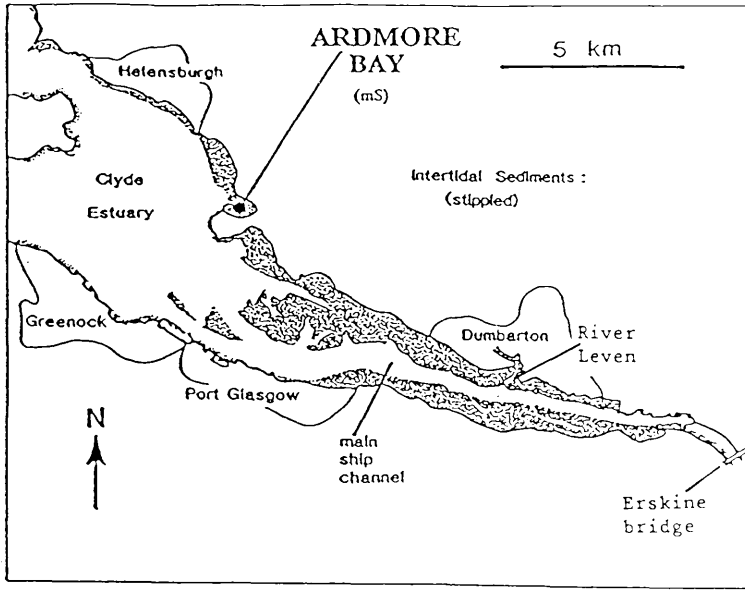 ARDMORE
BAY
(mS)
5 km
Helensburgh
Clyde
Estuary
Intertidal Sediments :
(stippled)
Greenock
Dumbarton
River
Leven
Port Glasgow
N
main
ship
channel
Erskine
bridge